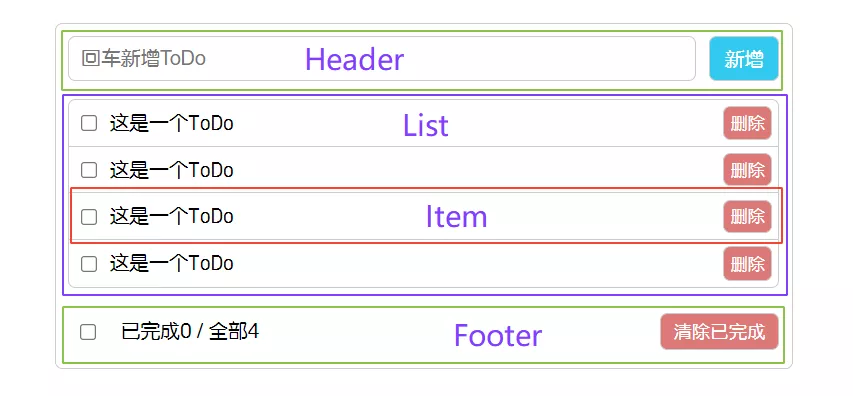 回车新增ToDo Header 新增
这是一个ToDo List 删除
这是一个ToDo 删除
这是一个ToDo Item 删除
这是一个ToDo 删除
已完成0 / 全部4 Footer 清除已完成